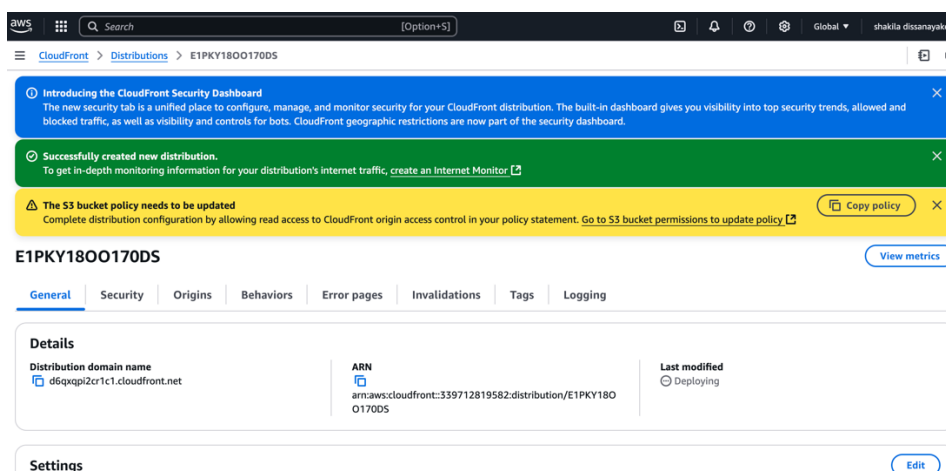 aws
Search [Option+S]
Global
shakila dissanayake
CloudFront > Distributions > E1PKY18OO170DS
Introducing the CloudFront Security Dashboard
The new security tab is a unified place to configure, manage, and monitor security for your CloudFront distribution. The built-in dashboard gives you visibility into top security trends, allowed and
blocked traffic, as well as visibility and controls for bots. CloudFront geographic restrictions are now part of the security dashboard.
Successfully created new distribution.
To get in-depth monitoring information for your distribution's internet traffic, create an Internet Monitor
The S3 bucket policy needs to be updated
Complete distribution configuration by allowing read access to CloudFront origin access control in your policy statement. Go to S3 bucket permissions to update policy
Copy policy
E1PKY18OO170DS
View metrics
General Security Origins Behaviors Error pages Invalidations Tags Logging
Details
Distribution domain name
d6qxqpi2cr1c1.cloudfront.net
ARN
arn:aws:cloudfront::339712819582:distribution/E1PKY18O
O170DS
Last modified
Deploying
Settings
Edit